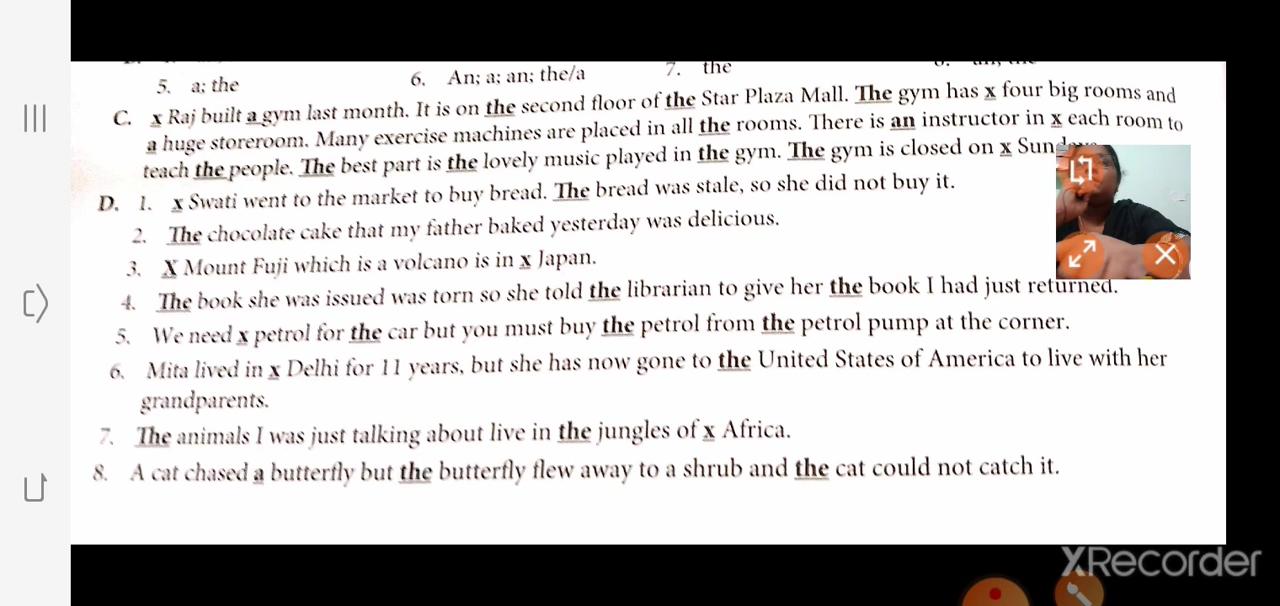 5. a; the 6. An; a; an; the/a 7. the
C. x Raj built a gym last month. It is on the second floor of the Star Plaza Mall. The gym has x four big rooms and
a huge storeroom. Many exercise machines are placed in all the rooms. There is an instructor in x each room to
teach the people. The best part is the lovely music played in the gym. The gym is closed on x
D. 1. x Swati went to the market to buy bread. The bread was stale, so she did not buy it.
2. The chocolate cake that my father baked yesterday was delicious.
3. X Mount Fuji which is a volcano is in x Japan.
4. The book she was issued was torn so she told the librarian to give her the book I had just returned.
5. We need x petrol for the car but you must buy the petrol from the petrol pump at the corner.
6. Mita lived in x Delhi for 11 years, but she has now gone to the United States of America to live with her
grandparents.
7. The animals I was just talking about live in the jungles of x Africa.
8. A cat chased a butterfly but the butterfly flew away to a shrub and the cat could not catch it.
XRecorder